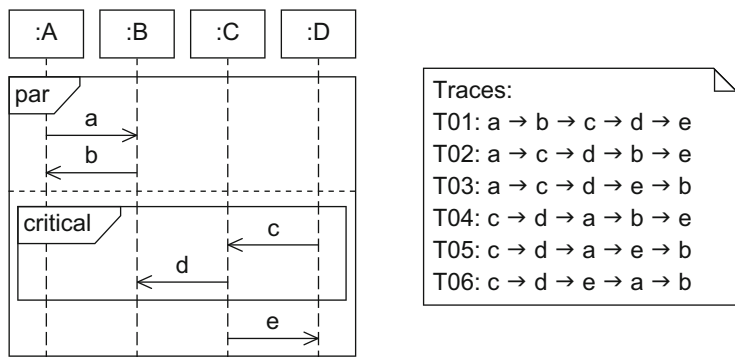 :A :B :C :D
par
a
b
critical
c
d
e
Traces:
T01: a → b → c → d → e
T02: a → c → d → b → e
T03: a → c → d → e → b
T04: c → d → a → b → e
T05: c → d → a → e → b
T06: c → d → e → a → b